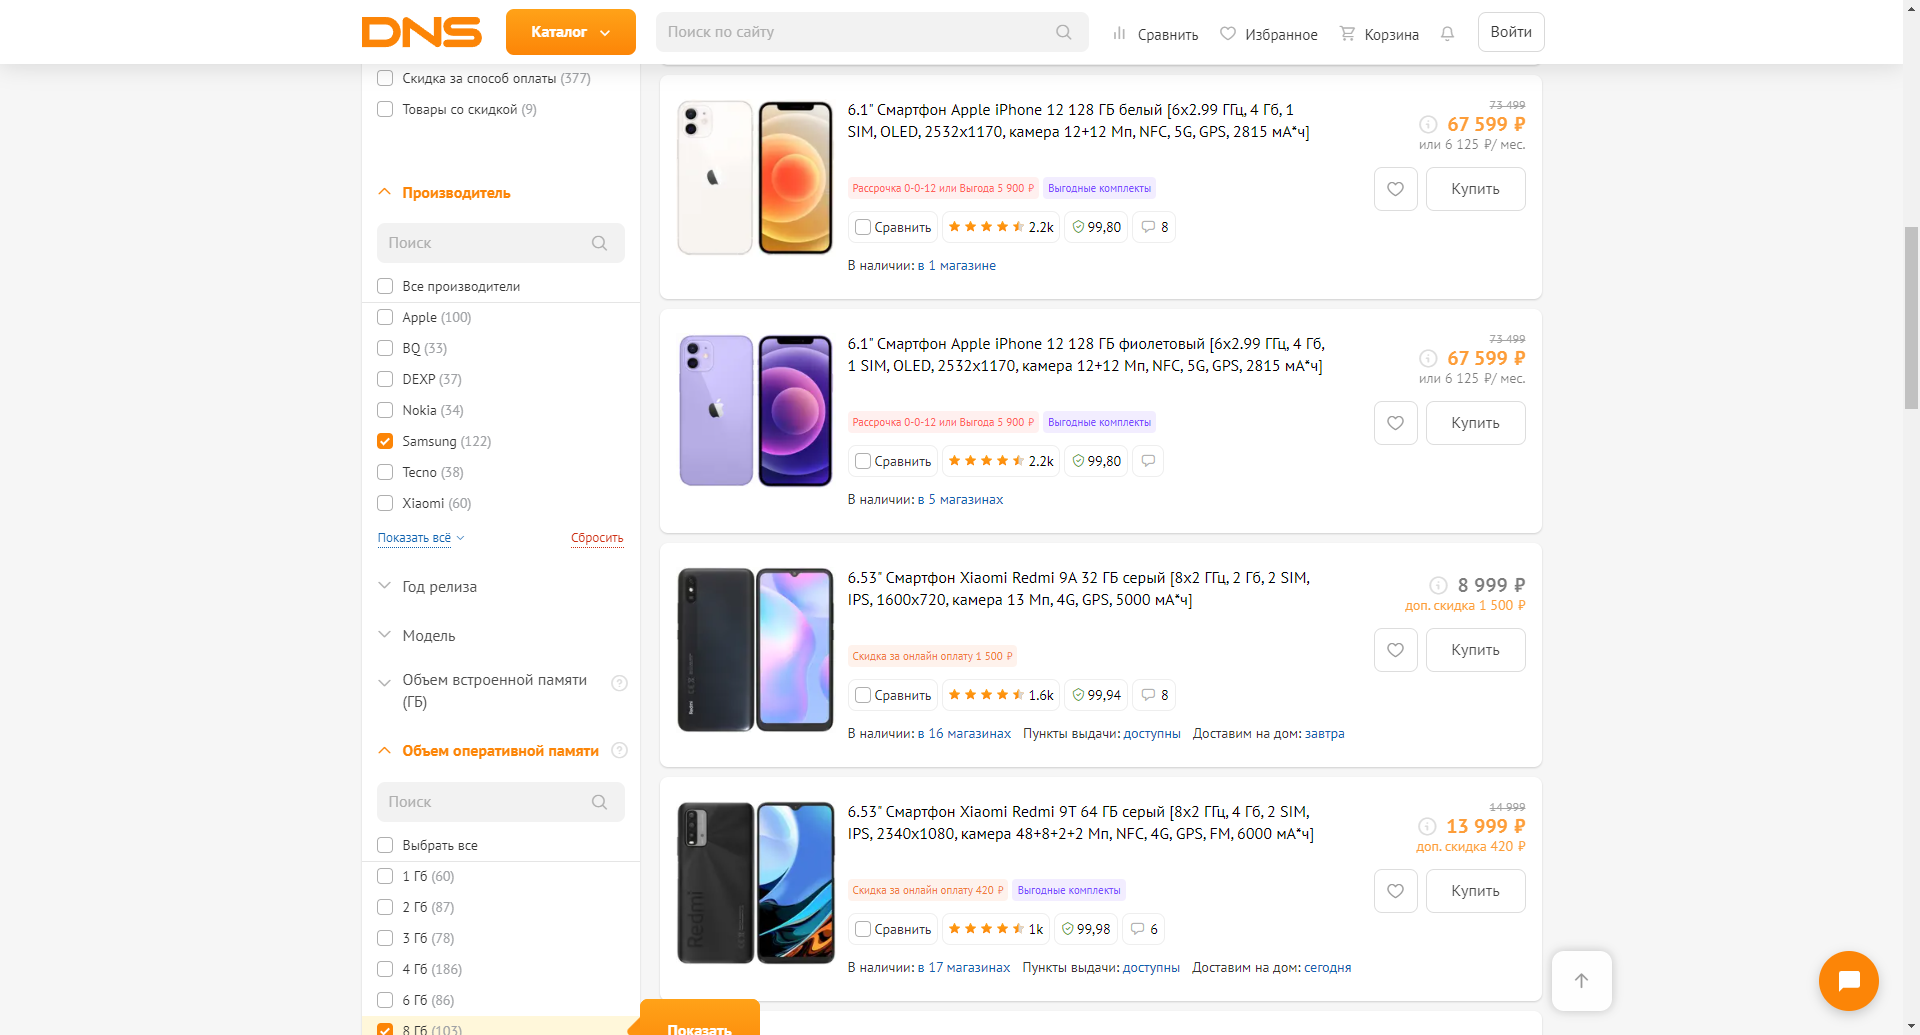 DNS
Каталог
Поиск по сайту
Сравнить
Избранное
Корзина
Войти
Скидка за способ оплаты (377)
Товары со скидкой (9)
Производитель
Поиск
Все производители
Apple (100)
BQ (33)
DEXP (37)
Nokia (34)
Samsung (122)
Tecno (38)
Xiaomi (60)
Показать всё
Сбросить
Год релиза
Модель
Объем встроенной памяти
(ГБ)
Объем оперативной памяти
Поиск
Выбрать все
1 Гб (60)
2 Гб (87)
3 Гб (78)
4 Гб (186)
6 Гб (86)
8 Гб (103)
Показать
6.1" Смартфон Apple iPhone 12 128 ГБ белый [6x2.99 ГГц, 4 Гб, 1
SIM, OLED, 2532x1170, камера 12+12 Мп, NFC, 5G, GPS, 2815 мА*ч]
Рассрочка 0-0-12 или Выгода 5 900 ₽
Выгодные комплекты
Сравнить
2.2k
99,80
8
В наличии: в 1 магазине
73 499
67 599 ₽
или 6 125 ₽/ мес.
Купить
6.1" Смартфон Apple iPhone 12 128 ГБ фиолетовый [6x2.99 ГГц, 4 Гб,
1 SIM, OLED, 2532x1170, камера 12+12 Мп, NFC, 5G, GPS, 2815 мА*ч]
Рассрочка 0-0-12 или Выгода 5 900 ₽
Выгодные комплекты
Сравнить
2.2k
99,80
В наличии: в 5 магазинах
73 499
67 599 ₽
или 6 125 ₽/ мес.
Купить
6.53" Смартфон Xiaomi Redmi 9A 32 ГБ серый [8x2 ГГц, 2 Гб, 2 SIM,
IPS, 1600x720, камера 13 Мп, 4G, GPS, 5000 мА*ч]
Скидка за онлайн оплату 1 500 ₽
Сравнить
1.6k
99,94
8
В наличии: в 16 магазинах Пункты выдачи: доступны Доставим на дом: завтра
8 999 ₽
доп. скидка 1 500 ₽
Купить
Redmi
6.53" Смартфон Xiaomi Redmi 9T 64 ГБ серый [8x2 ГГц, 4 Гб, 2 SIM,
IPS, 2340x1080, камера 48+8+2+2 Мп, NFC, 4G, GPS, FM, 6000 мА*ч]
Скидка за онлайн оплату 420 ₽
Выгодные комплекты
Сравнить
1k
99,98
6
В наличии: в 17 магазинах Пункты выдачи: доступны Доставим на дом: сегодня
14 999
13 999 ₽
доп. скидка 420 ₽
Купить
Redmi